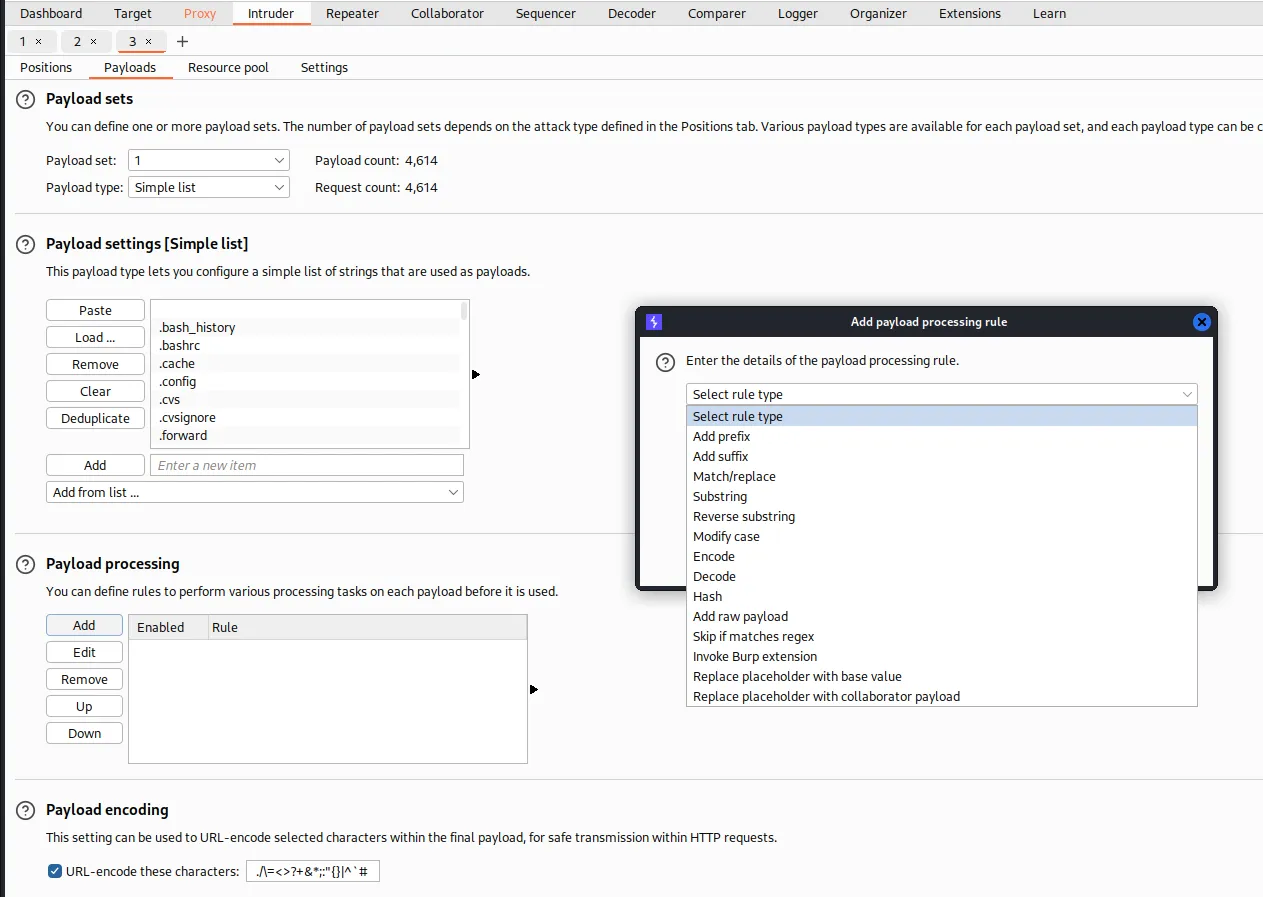 Dashboard Target Proxy Intruder Repeater Collaborator Sequencer Decoder Comparer Logger Organizer Extensions Learn
1 × 2 × 3 × +
Positions Payloads Resource pool Settings
? Payload sets
You can define one or more payload sets. The number of payload sets depends on the attack type defined in the Positions tab. Various payload types are available for each payload set, and each payload type can be c
Payload set: 1 Payload count: 4,614
Payload type: Simple list Request count: 4,614
? Payload settings [Simple list]
This payload type lets you configure a simple list of strings that are used as payloads.
Paste
Load ...
Remove
Clear
Deduplicate
.bash_history
.bashrc
.cache
.config
.cvs
.cvsignore
.forward
Add Enter a new item
Add from list ...
Add payload processing rule
? Enter the details of the payload processing rule.
Select rule type
Select rule type
Add prefix
Add suffix
Match/replace
Substring
Reverse substring
Modify case
Encode
Decode
Hash
Add raw payload
Skip if matches regex
Invoke Burp extension
Replace placeholder with base value
Replace placeholder with collaborator payload
? Payload processing
You can define rules to perform various processing tasks on each payload before it is used.
Add
Edit
Remove
Up
Down
Enabled Rule
? Payload encoding
This setting can be used to URL-encode selected characters within the final payload, for safe transmission within HTTP requests.
URL-encode these characters: ./\=<>?+&*;:"{}|^`#